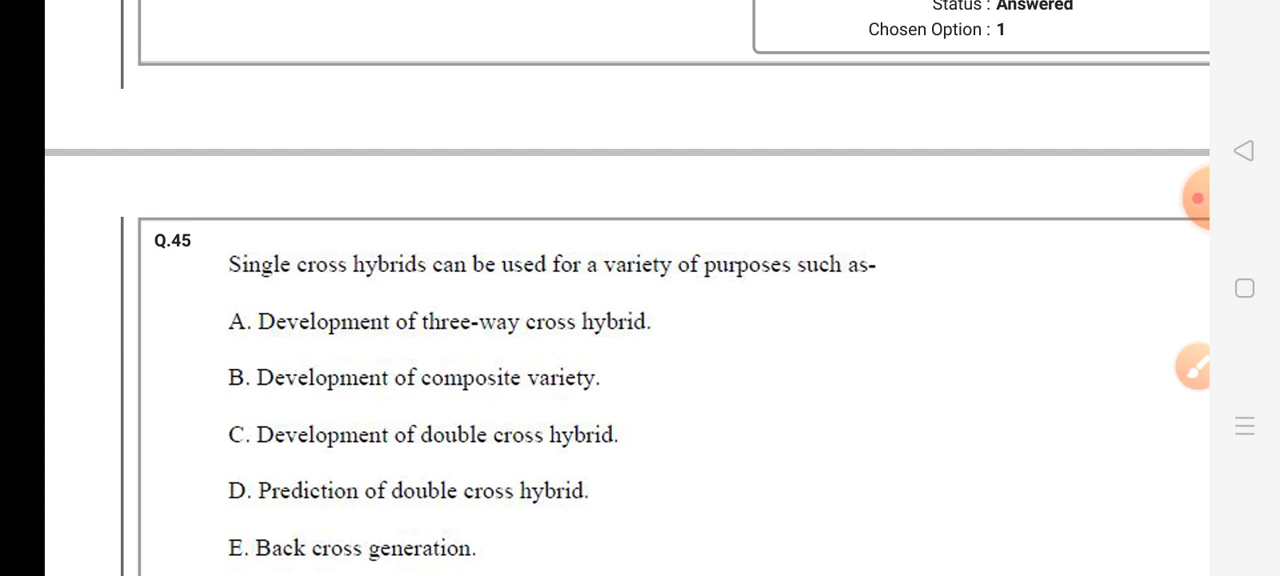 Status : Answered
Chosen Option : 1
Q.45
Single cross hybrids can be used for a variety of purposes such as-
A. Development of three-way cross hybrid.
B. Development of composite variety.
C. Development of double cross hybrid.
D. Prediction of double cross hybrid.
E. Back cross generation.